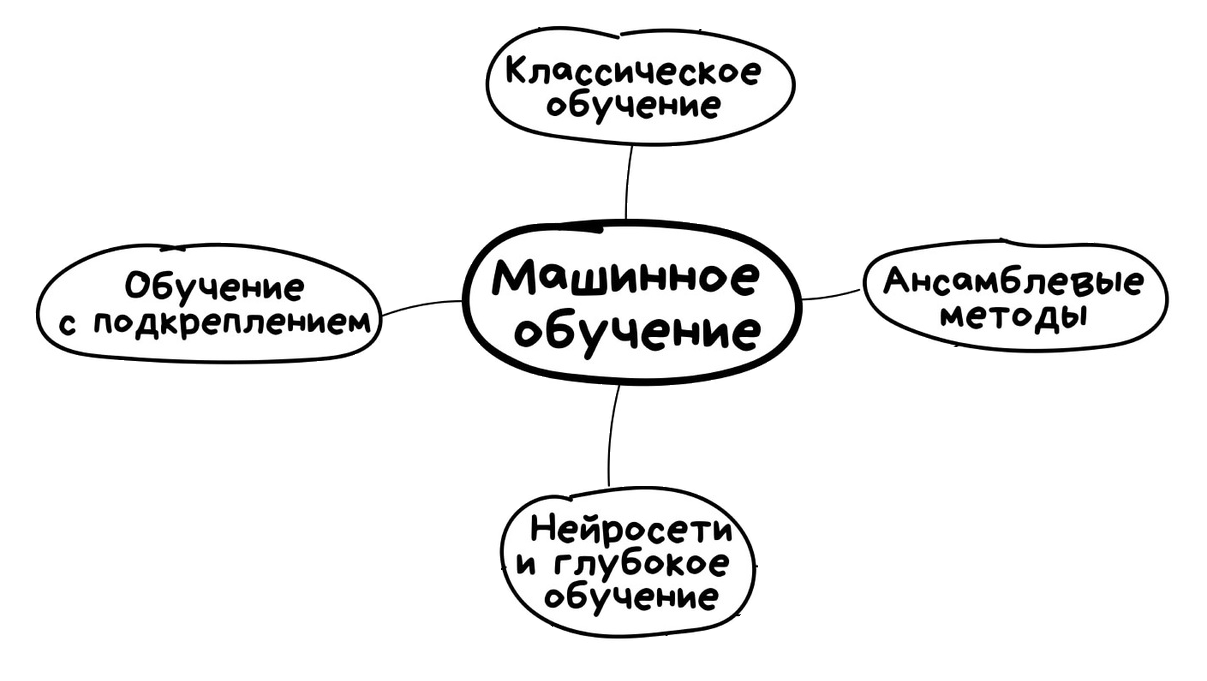 Классическое
обучение
Обучение
с подкреплением
Машинное
обучение
Ансамблевые
методы
Нейросети
и глубокое
обучение